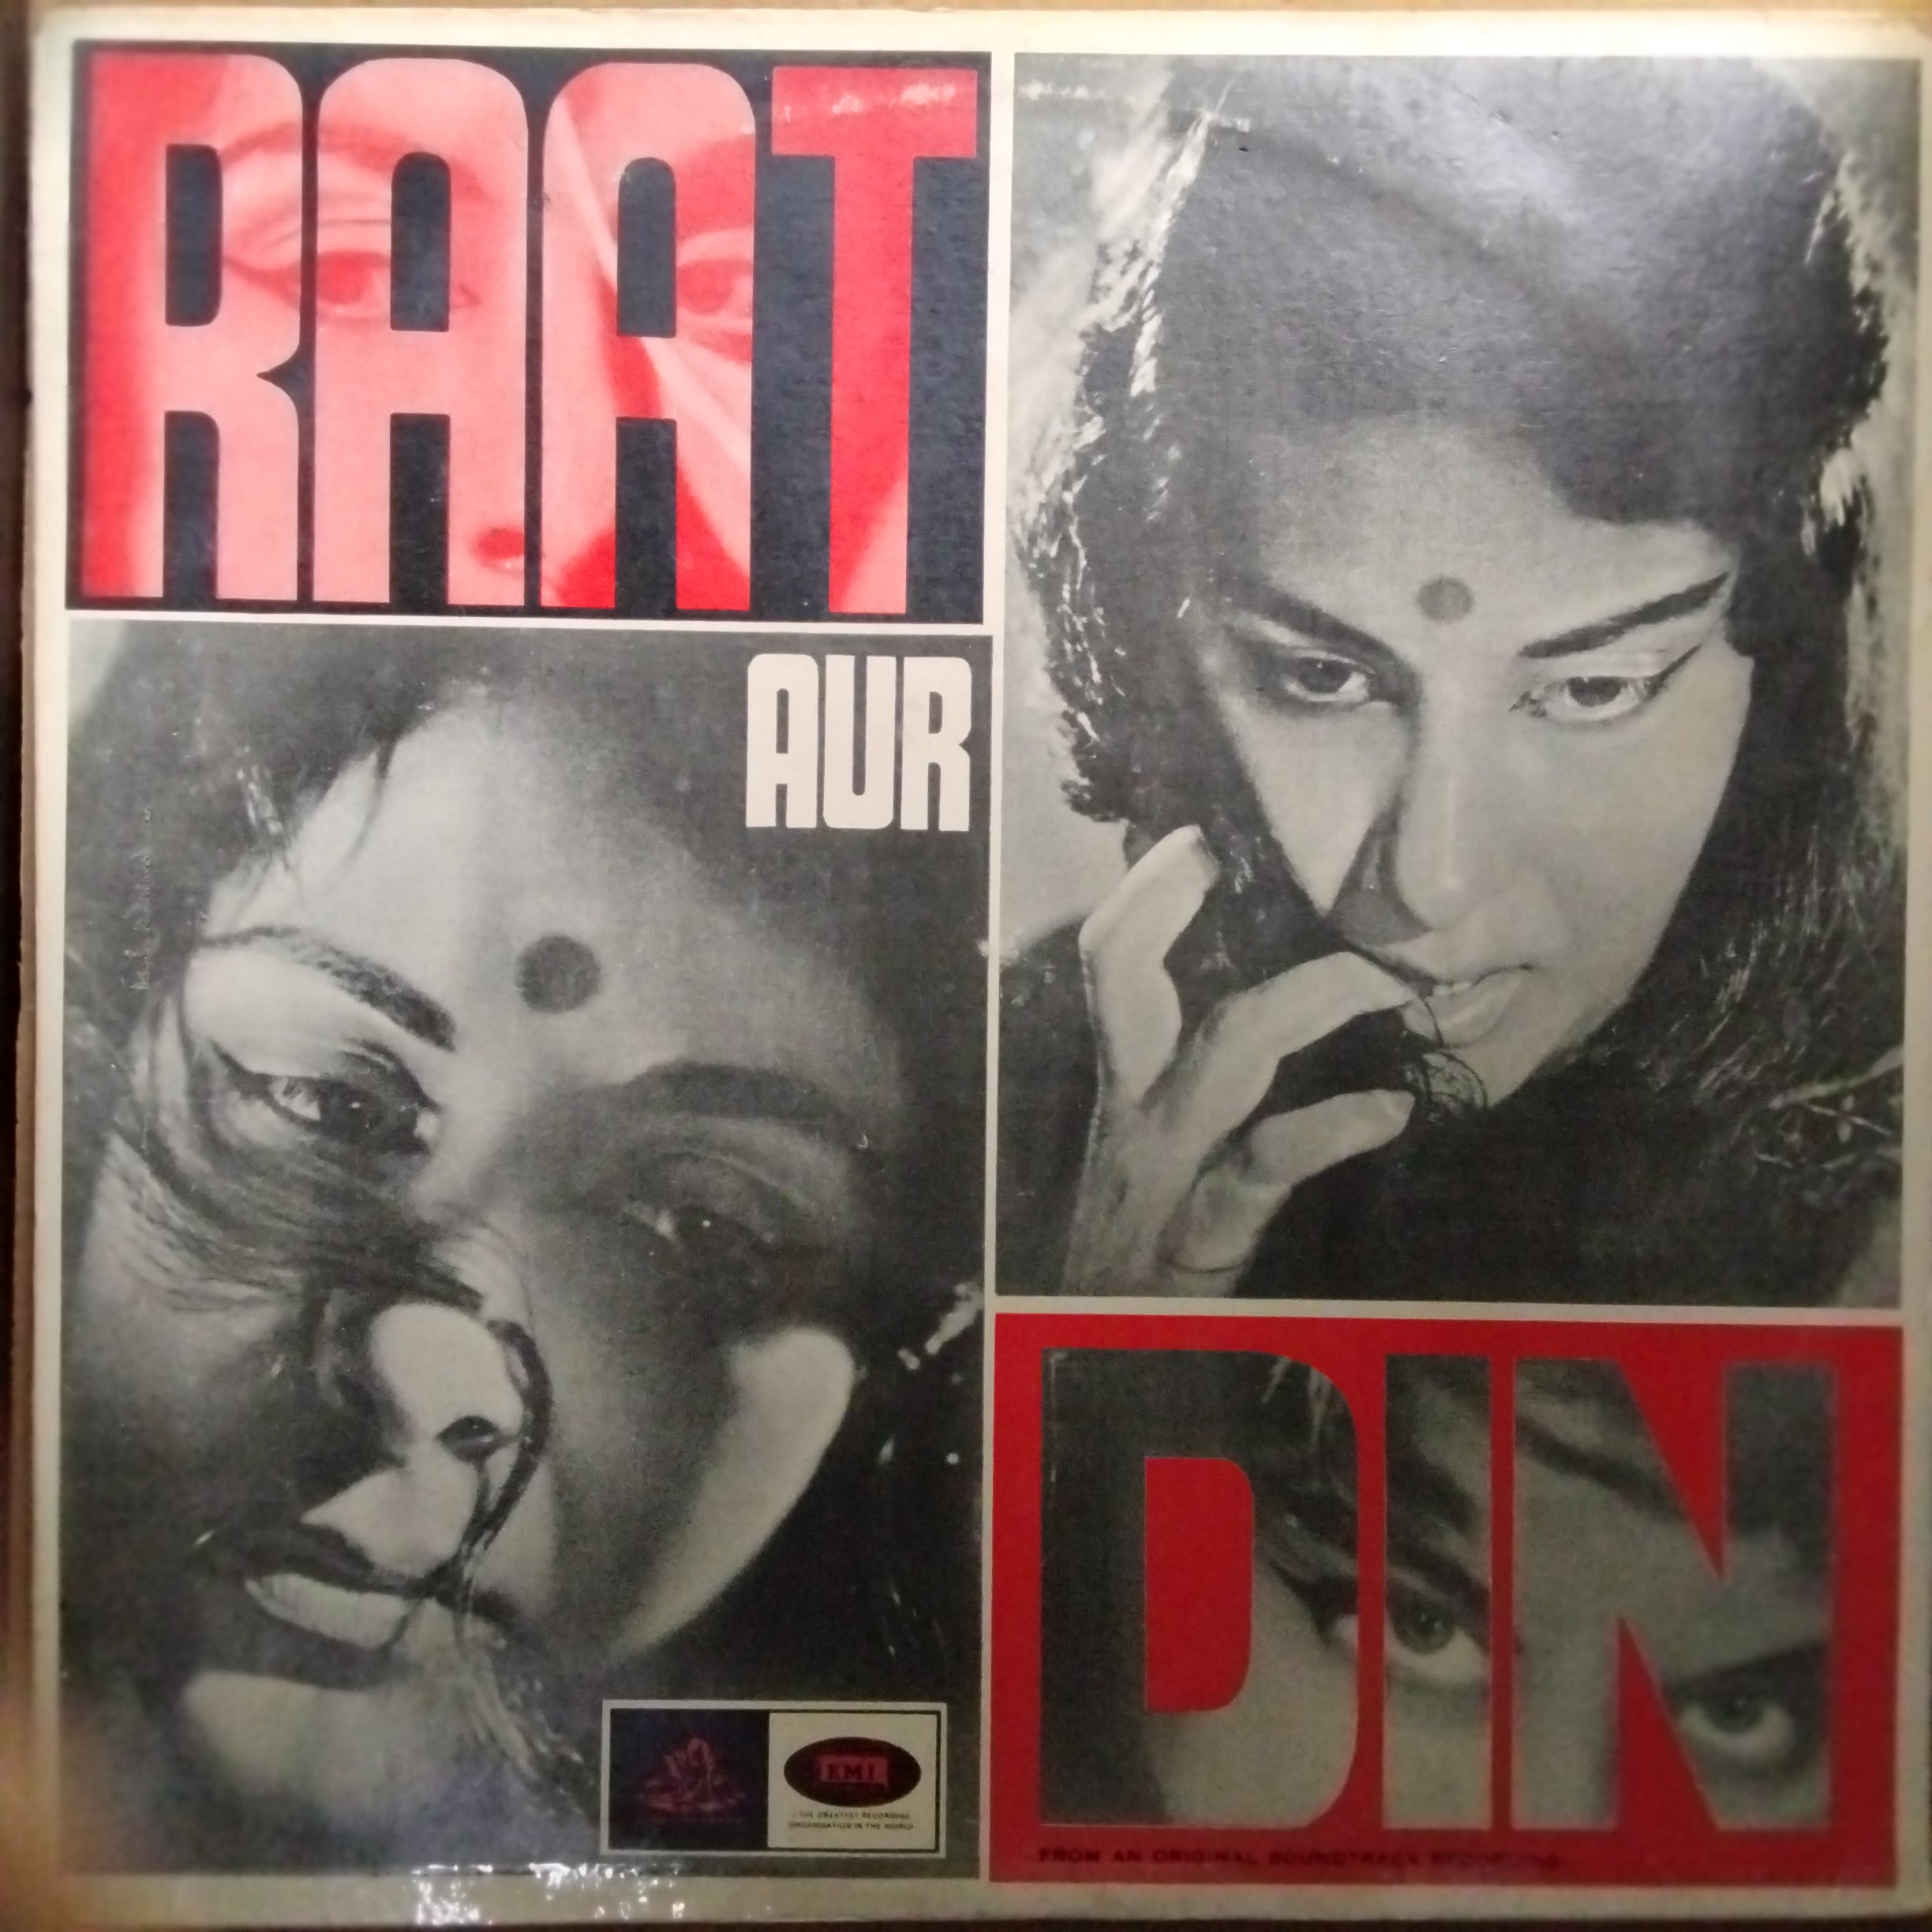 RAAT
AUR
DIN
EMI
THE GREATEST RECORDING
ORGANISATION IN THE WORLD
FROM AN ORIGINAL SOUNDTRACK RECORDING